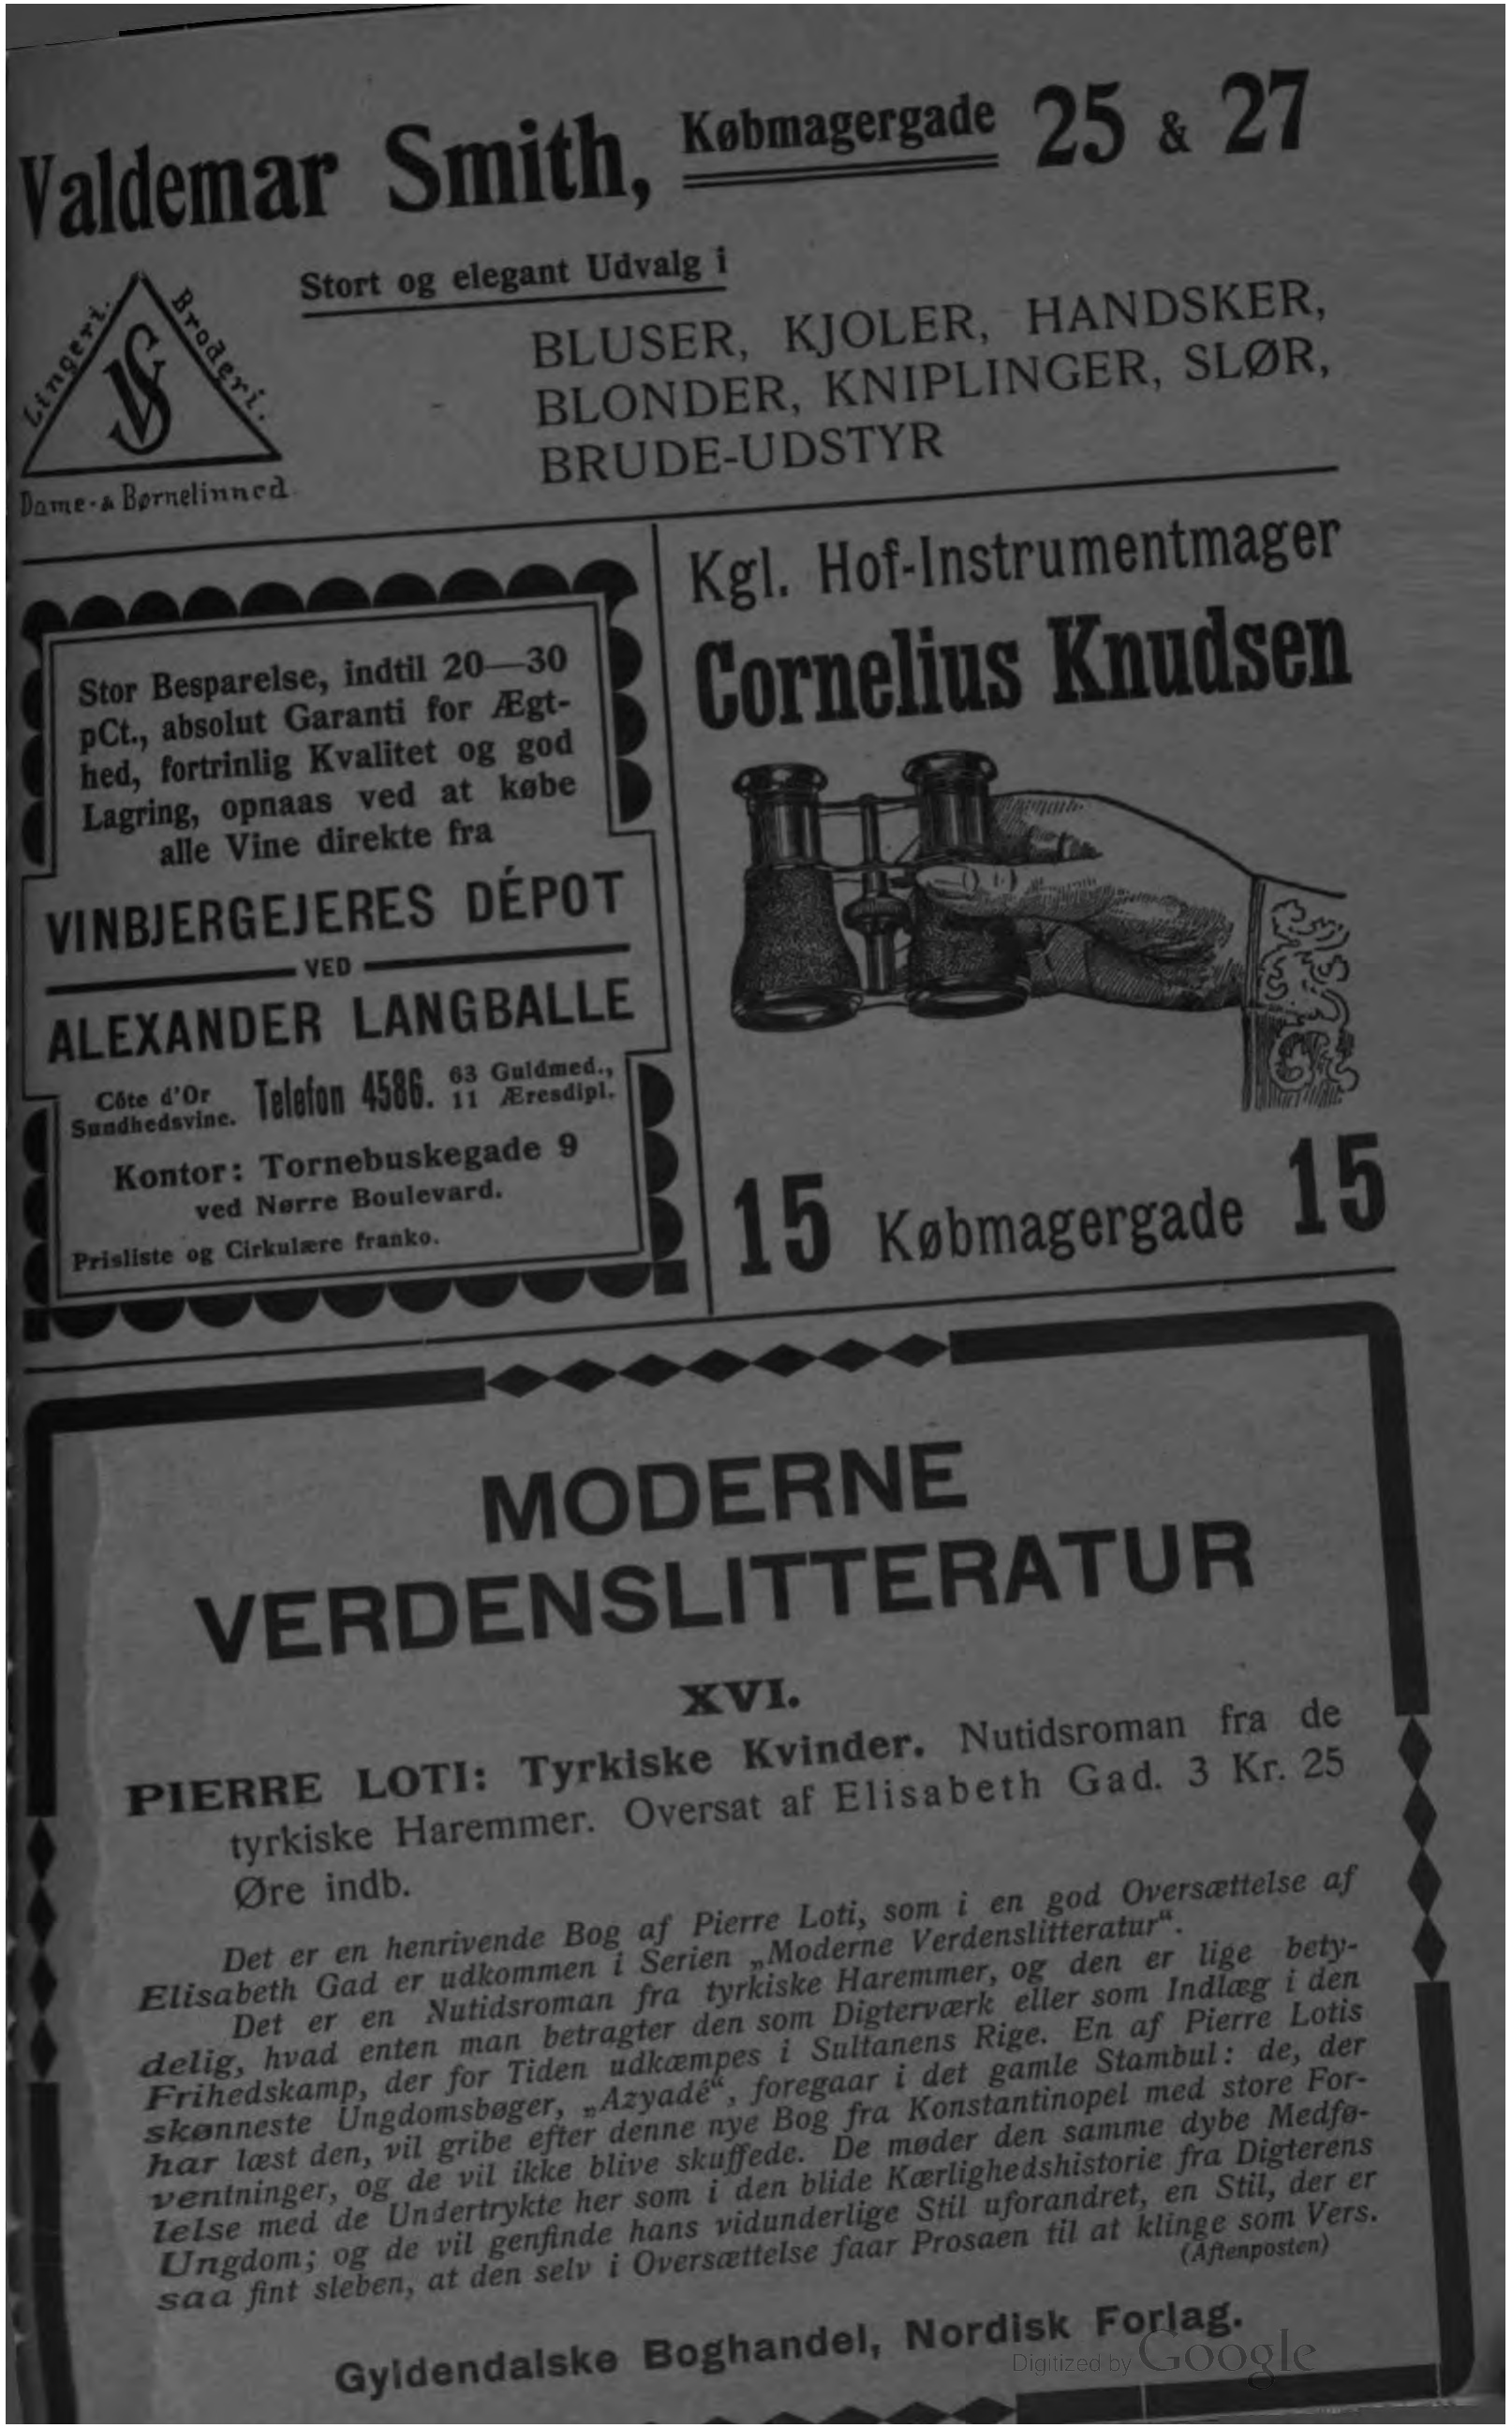 Valdemar Smith, Købmagergade 25 & 27
Lingeri. Broderi.
VS
Dame- & Børnelinned
Stort og elegant Udvalg i
BLUSER, KJOLER, HANDSKER,
BLONDER, KNIPLINGER, SLØR,
BRUDE-UDSTYR
Stor Besparelse, indtil 20—30
pCt., absolut Garanti for Ægt-
hed, fortrinlig Kvalitet og god
Lagring, opnaas ved at købe
alle Vine direkte fra
VINBJERGEJERES DÉPOT
VED
ALEXANDER LANGBALLE
Côte d'Or
Sundhedsvine.
Telefon 4586.
63 Guldmed.,
11 Æresdipl.
Kontor: Tornebuskegade 9
ved Nørre Boulevard.
Prisliste og Cirkulære franko.
Kgl. Hof-Instrumentmager
Cornelius Knudsen
15 Købmagergade 15
MODERNE
VERDENSLITTERATUR
XVI.
PIERRE LOTI: Tyrkiske Kvinder. Nutidsroman fra de
tyrkiske Haremmer. Oversat af Elisabeth Gad. 3 Kr. 25
Øre indb.
Det er en henrivende Bog af Pierre Loti, som i en god Oversættelse af
Elisabeth Gad er udkommen i Serien „Moderne Verdenslitteratur“.
Det er en Nutidsroman fra tyrkiske Haremmer, og den er lige bety-
delig, hvad enten man betragter den som Digterværk eller som Indlæg i den
Frihedskamp, der for Tiden udkæmpes i Sultanens Rige. En af Pierre Lotis
skønneste Ungdomsbøger, „Azyadé“, foregaar i det gamle Stambul: de, der
har læst den, vil gribe efter denne nye Bog fra Konstantinopel med store For-
ventninger, og de vil ikke blive skuffede. De møder den samme dybe Medfø-
lelse med de Undertrykte her som i den blide Kærlighedshistorie fra Digterens
Ungdom; og de vil genfinde hans vidunderlige Stil uforandret, en Stil, der er
saa fint sleben, at den selv i Oversættelse faar Prosaen til at klinge som Vers.
(Aftenposten)
Gyldendalske Boghandel, Nordisk Forlag.
Digitized by Google